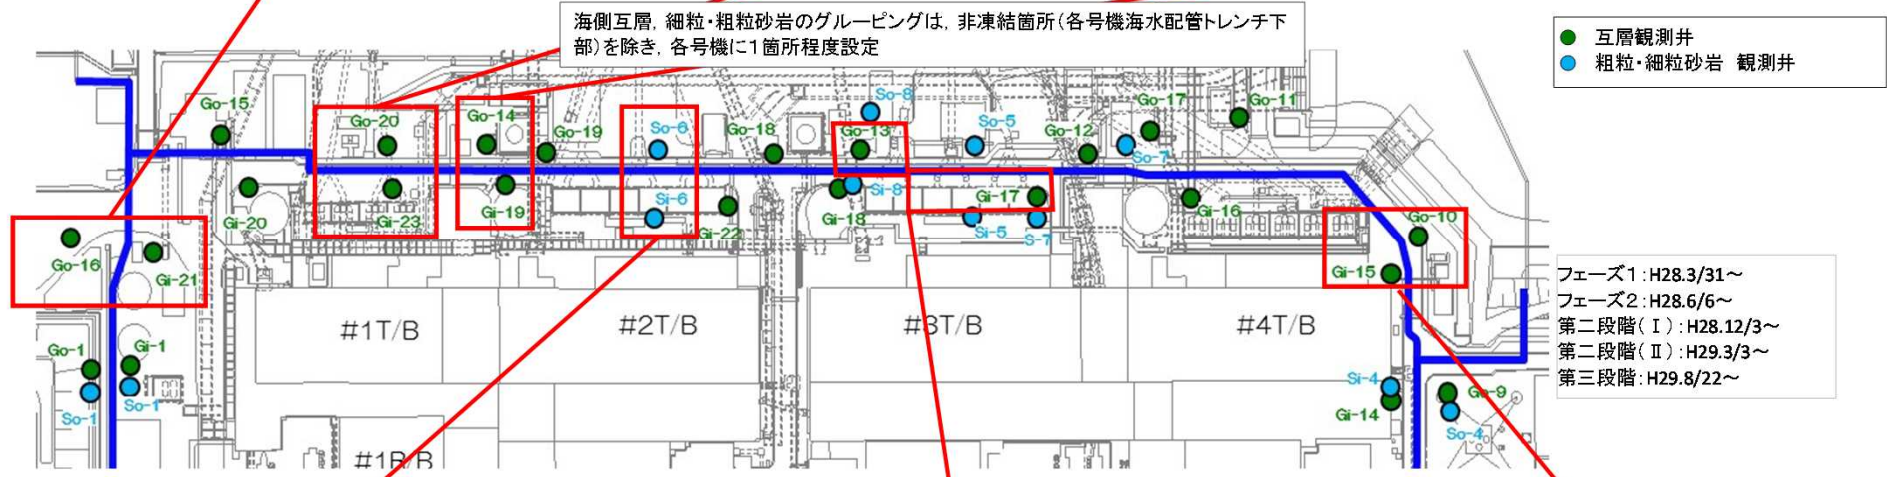 海側互層，細粒・粗粒砂岩のグルーピングは，非凍結箇所（各号機海水配管トレンチ下
部）を除き，各号機に1箇所程度設定
互層観測井
粗粒・細粒砂岩　観測井
Go-15
Go-20
Go-14
Go-19
So-6
Go-18
So-8
Go-13
So-5
Go-12
Go-17
So-7
Go-11
Gi-20
Gi-23
Gi-19
Si-6
Gi-22
Gi-18
Si-8
Gi-17
Si-5
S-7
Gi-16
Go-10
Gi-15
Go-16
Gi-21
フェーズ1：H28.3/31～
フェーズ2：H28.6/6～
第二段階（Ⅰ）：H28.12/3～
第二段階（Ⅱ）：H29.3/3～
第三段階：H29.8/22～
#1T/B
#2T/B
#3T/B
#4T/B
Go-1
Gi-1
So-1
So-1
Si-4
Gi-14
Go-9
So-4
#1R/B